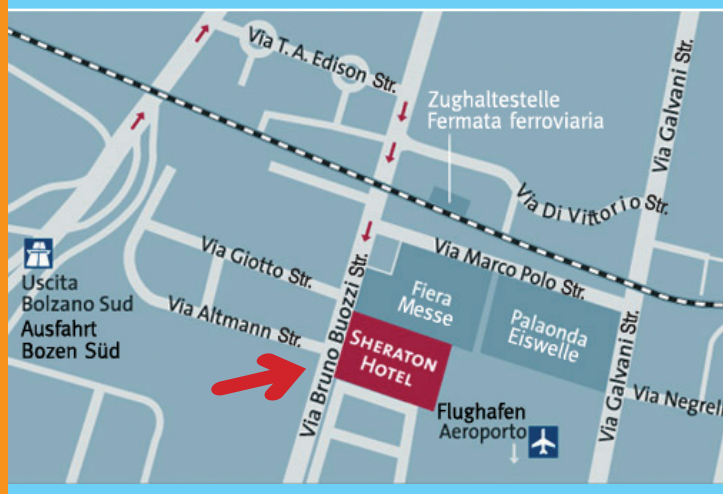 Via T. A. Edison Str.
Zughaltestelle
Fermata ferroviaria
Via Galvani Str.
Via Di Vittorio Str.
Via Giotto Str.
Via Marco Polo Str.
Uscita
Bolzano Sud
Ausfahrt
Bozen Süd
Via Altmann Str.
Via Bruno Buozzi Str.
Fiera
Messe
Palaonda
Eiswelle
SHERATON
HOTEL
Via Galvani Str.
Via Negrell
Flughafen
Aeroporto